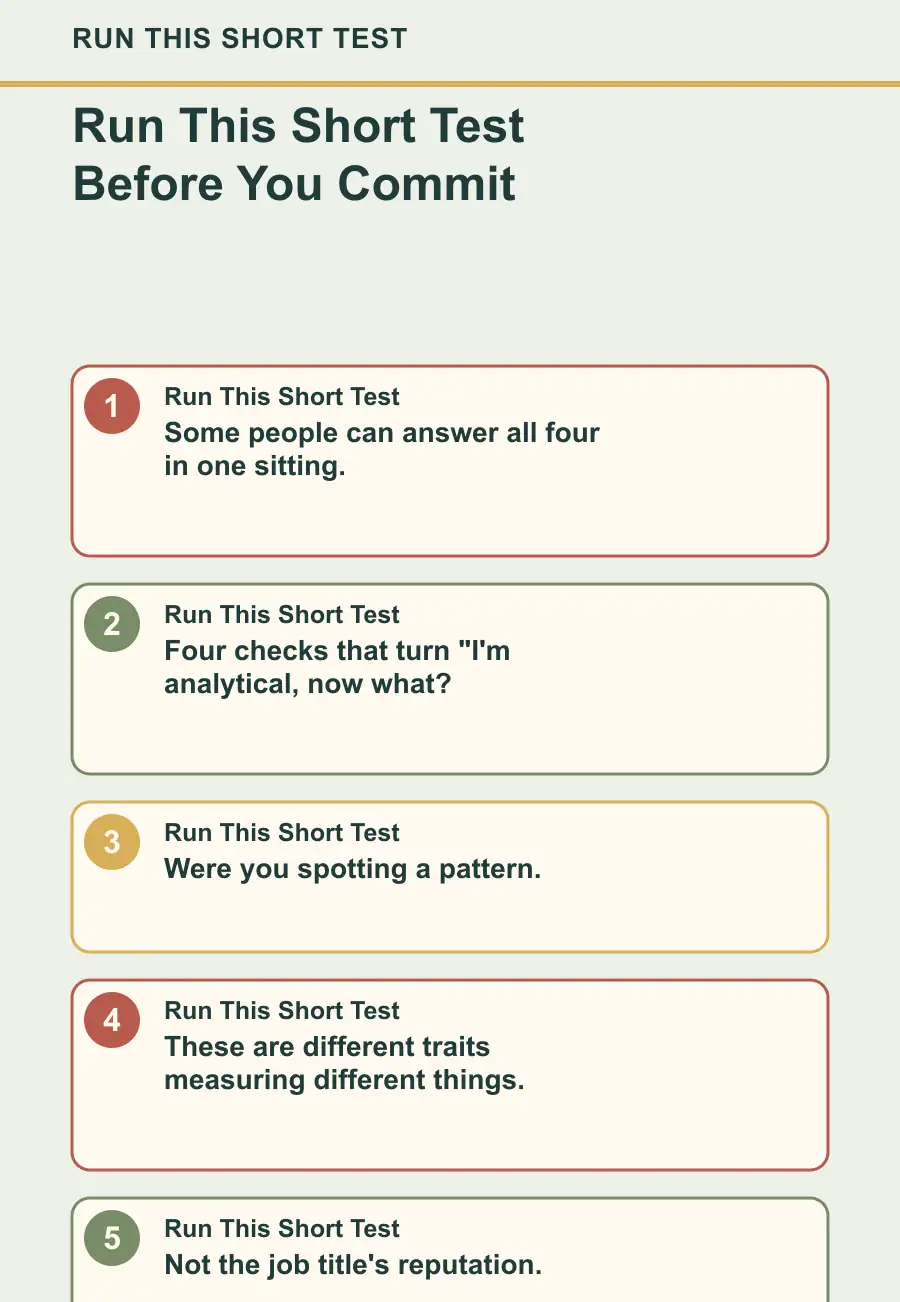 RUN THIS SHORT TEST
Run This Short Test
Before You Commit
1
Run This Short Test
Some people can answer all four
in one sitting.
2
Run This Short Test
Four checks that turn "I'm
analytical, now what?
3
Run This Short Test
Were you spotting a pattern.
4
Run This Short Test
These are different traits
measuring different things.
5
Run This Short Test
Not the job title's reputation.